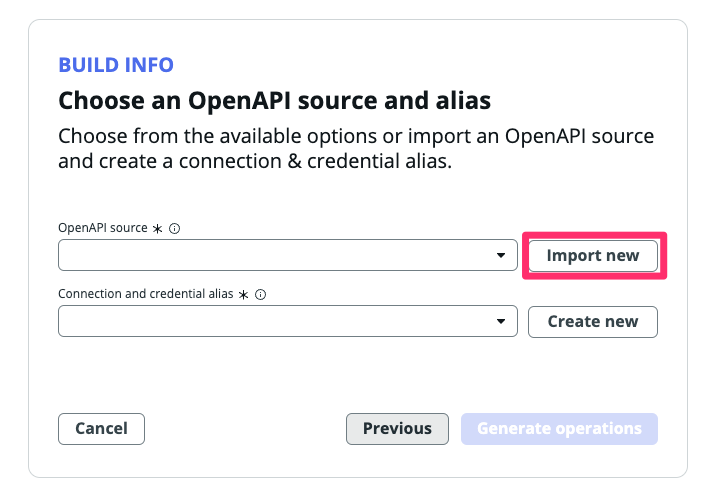 BUILD INFO
Choose an OpenAPI source and alias
Choose from the available options or import an OpenAPI source
and create a connection & credential alias.
OpenAPI source *
Import new
Connection and credential alias *
Create new
Cancel
Previous
Generate operations